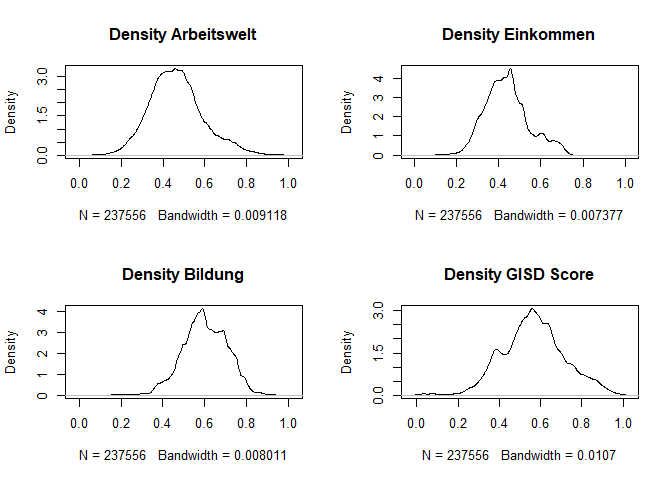 Density Arbeitswelt
Density
0.0 1.5 3.0
0.0 0.2 0.4 0.6 0.8 1.0
N = 237556 Bandwidth = 0.009118
Density Einkommen
Density
0 1 2 3 4
0.0 0.2 0.4 0.6 0.8 1.0
N = 237556 Bandwidth = 0.007377
Density Bildung
Density
0 1 2 3 4
0.0 0.2 0.4 0.6 0.8 1.0
N = 237556 Bandwidth = 0.008011
Density GISD Score
Density
0.0 1.5 3.0
0.0 0.2 0.4 0.6 0.8 1.0
N = 237556 Bandwidth = 0.0107